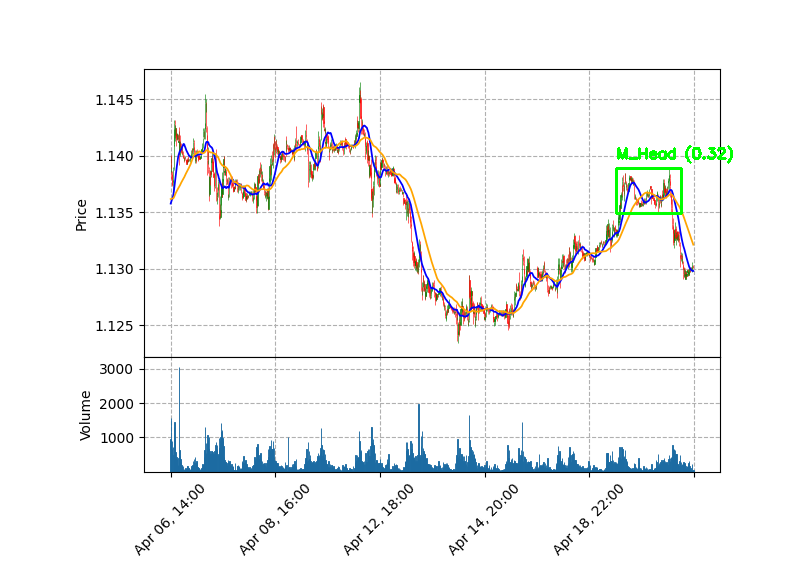 1.145
M_Head (0.32)
1.140
1.135
1.130
1.125
Price
3000
2000
1000
Volume
Apr 06, 14:00
Apr 08, 16:00
Apr 12, 18:00
Apr 14, 20:00
Apr 18, 22:00